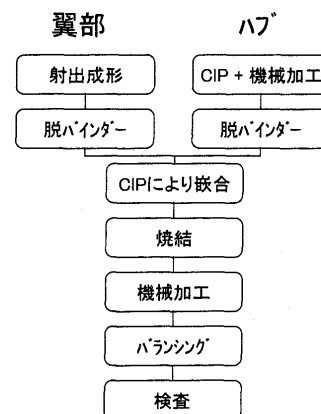 翼部 ハブ
射出成形 CIP + 機械加工
脱バインダー 脱バインダー
CIPにより嵌合
焼結
機械加工
バランシング
検査